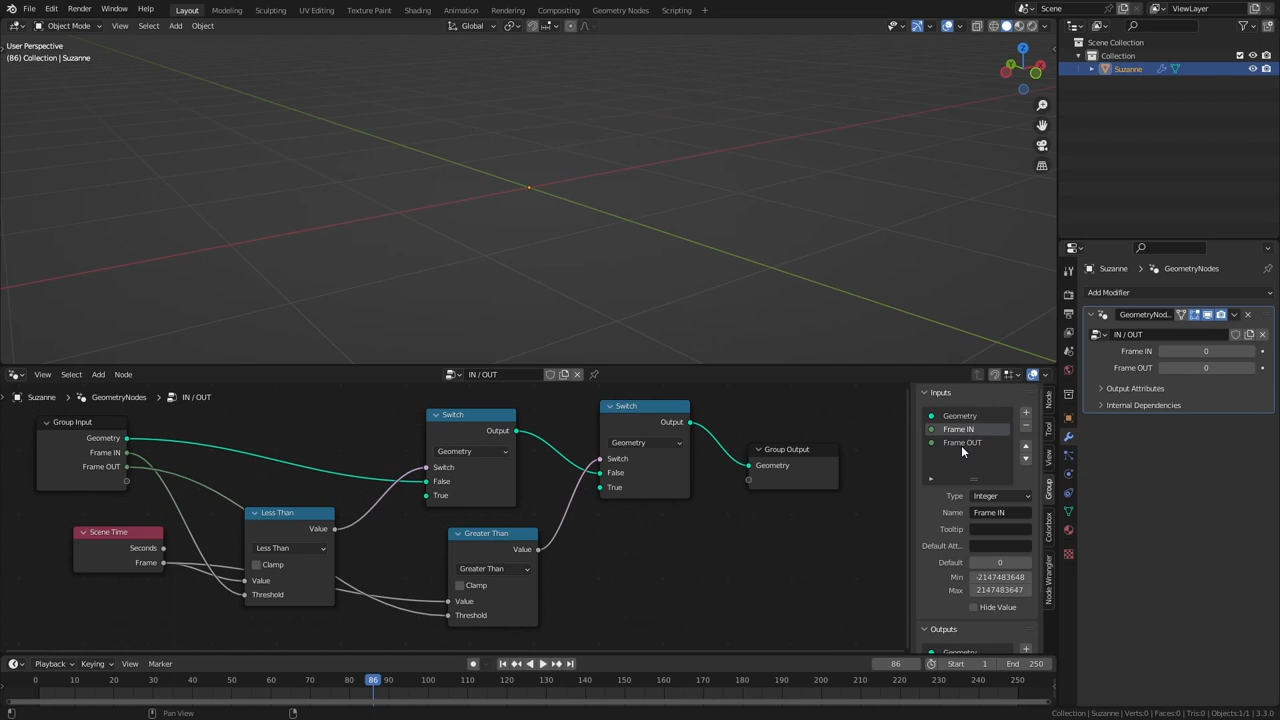 File Edit Render Window Help Layout Modeling Sculpting UV Editing Texture Paint Shading Animation Rendering Compositing Geometry Nodes Scripting Scene ViewLayer
Object Mode View Select Add Object Global Options
User Perspective
(86) Collection | Suzanne
Z
Y
X
Scene Collection
Collection
Suzanne
Suzanne > GeometryNodes
Add Modifier
GeometryNod...
IN / OUT
Frame IN 0
Frame OUT 0
Output Attributes
Internal Dependencies
View Select Add Node IN / OUT
Suzanne > GeometryNodes > IN / OUT
Group Input
Geometry
Frame IN
Frame OUT
Scene Time
Seconds
Frame
Less Than
Value
Less Than
Clamp
Value
Threshold
Switch
Output
Geometry
Switch
False
True
Greater Than
Value
Greater Than
Clamp
Value
Threshold
Switch
Output
Geometry
Switch
False
True
Group Output
Geometry
Inputs
Geometry
Frame IN
Frame OUT
Type Integer
Name Frame IN
Tooltip
Default Att...
Default 0
Min -2147483648
Max 2147483647
Hide Value
Outputs
Geometry
Node
Tool
View
Group
Colorbox
Node Wrangler
Playback Keying View Marker 86 Start 1 End 250
0 10 20 30 40 50 60 70 80 86 90 100 110 120 130 140 150 160 170 180 190 200 210 220 230 240 250
Pan View Collection | Suzanne | Verts:0 | Faces:0 | Tris:0 | Objects:1/1 | 3.3.0